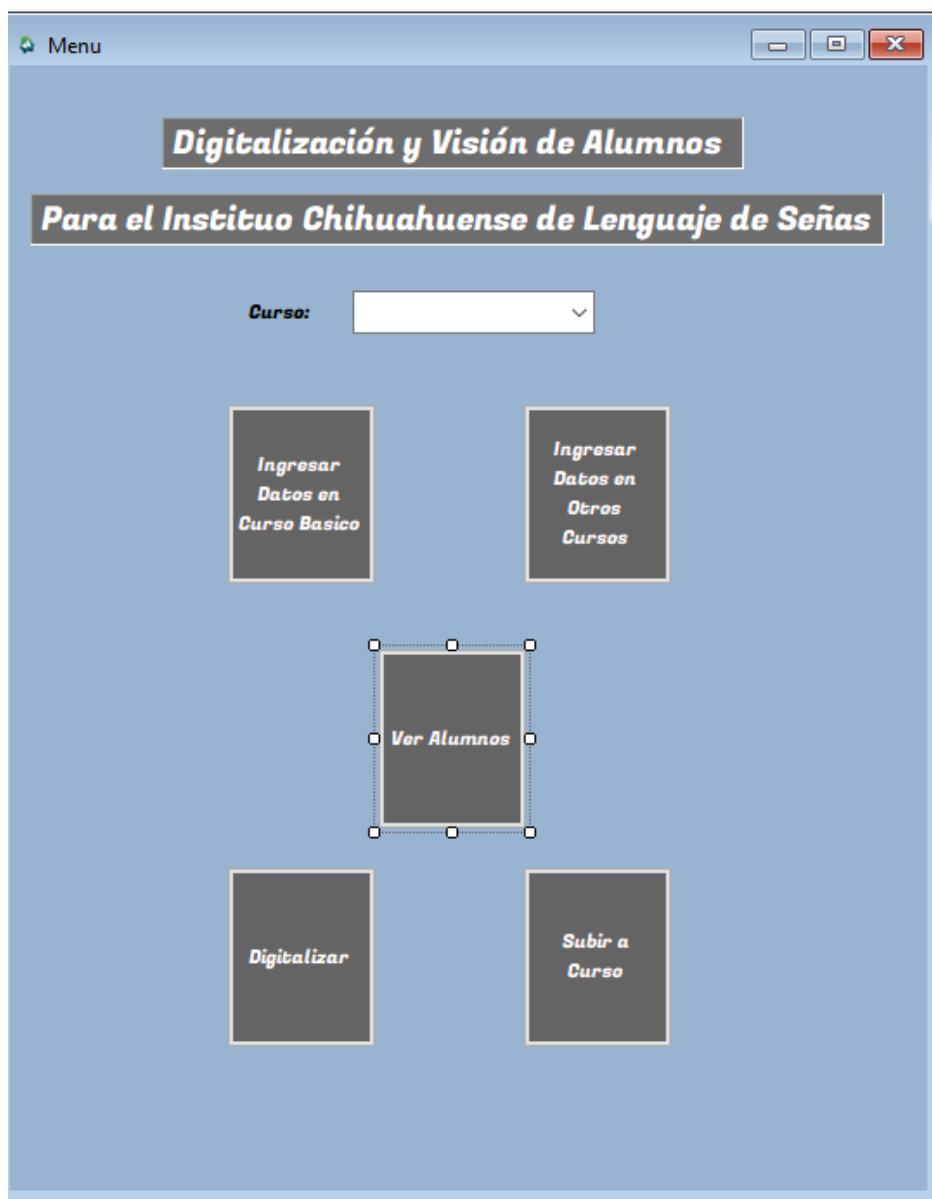 Menu
Digitalización y Visión de Alumnos
Para el Instituo Chihuahuense de Lenguaje de Señas
Curso:
Ingresar
Datos en
Curso Basico
Ingresar
Datos en
Otros
Cursos
Ver Alumnos
Digitalizar
Subir a
Curso